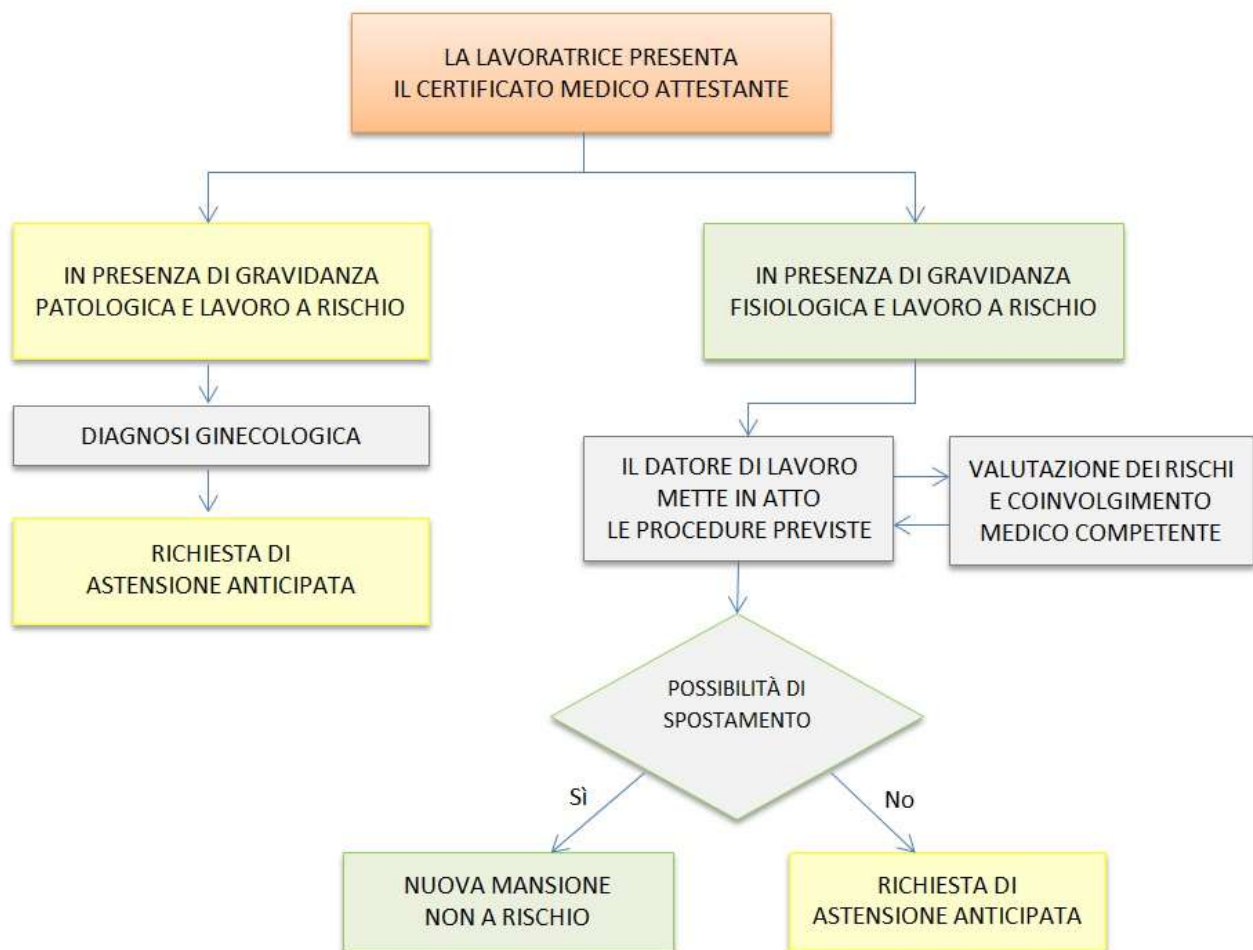 LA LAVORATRICE PRESENTA
IL CERTIFICATO MEDICO ATTESTANTE
IN PRESENZA DI GRAVIDANZA
PATOLOGICA E LAVORO A RISCHIO
IN PRESENZA DI GRAVIDANZA
FISIOLOGICA E LAVORO A RISCHIO
DIAGNOSI GINECOLOGICA
RICHIESTA DI
ASTENSIONE ANTICIPATA
IL DATORE DI LAVORO
METTE IN ATTO
LE PROCEDURE PREVISTE
VALUTAZIONE DEI RISCHI
E COINVOLGIMENTO
MEDICO COMPETENTE
POSSIBILITÀ DI
SPOSTAMENTO
Sì
No
NUOVA MANSIONE
NON A RISCHIO
RICHIESTA DI
ASTENSIONE ANTICIPATA